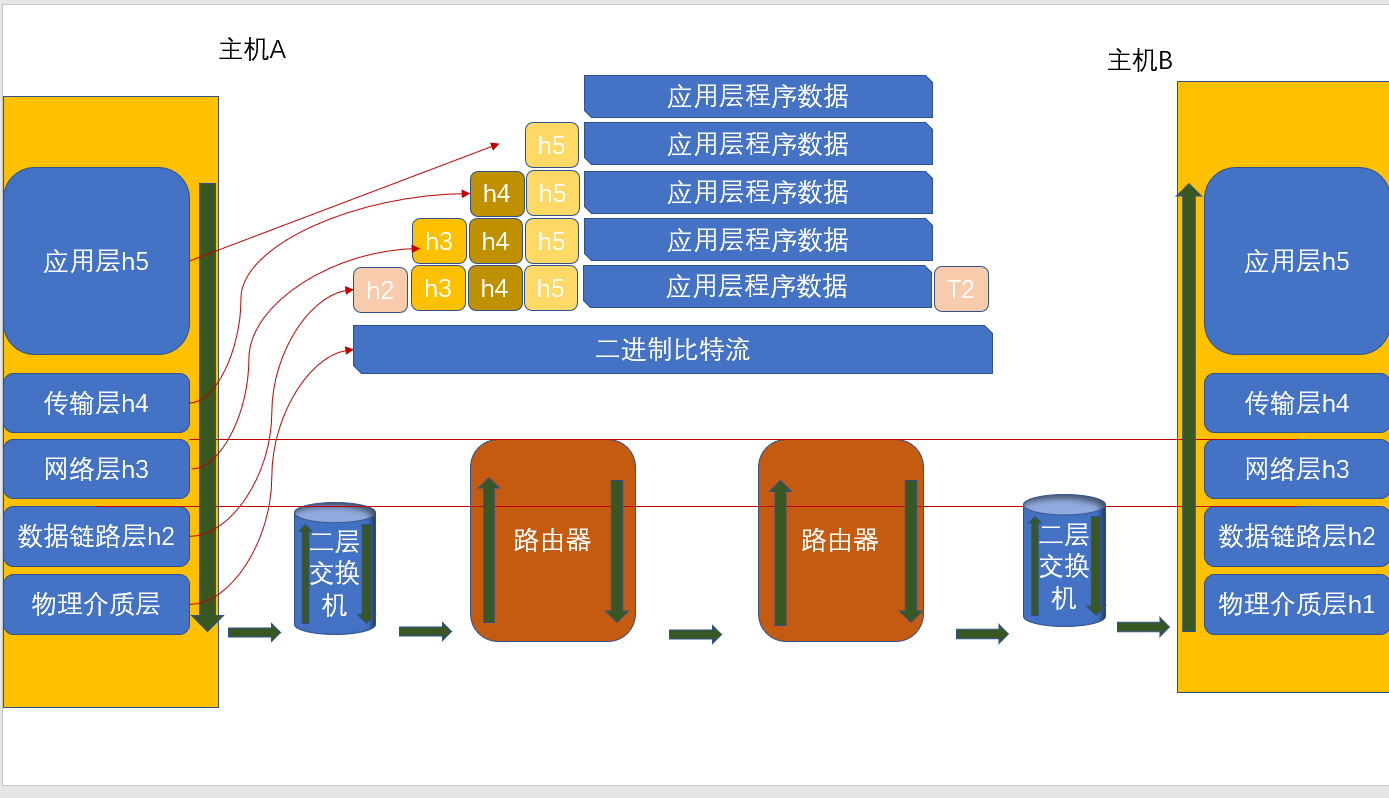 主机A
主机B
应用层程序数据
h5 应用层程序数据
h4 h5 应用层程序数据
h3 h4 h5 应用层程序数据
h2 h3 h4 h5 应用层程序数据 T2
二进制比特流
应用层h5
传输层h4
网络层h3
数据链路层h2
物理介质层
二层
交换
机
路由器
路由器
二层
交换
机
应用层h5
传输层h4
网络层h3
数据链路层h2
物理介质层h1